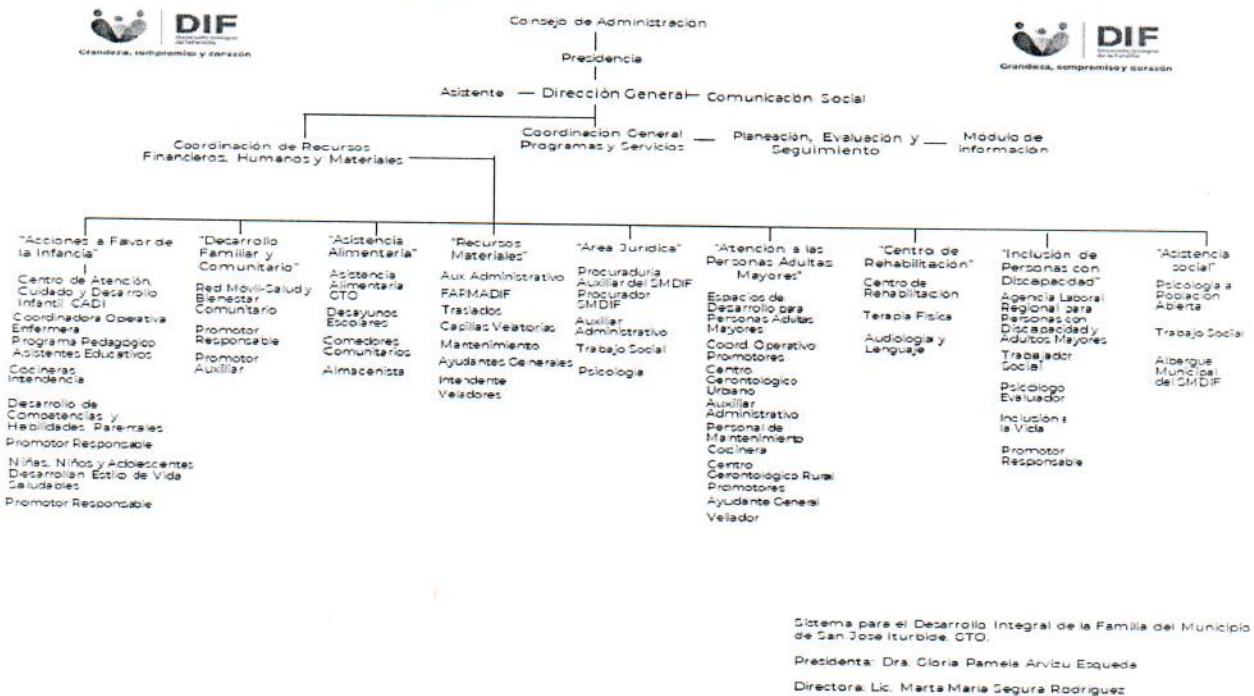 DIF
Grandeza, compromiso y corazón
DIF
Grandeza, compromiso y corazón
Consejo de Administración
Presidencia
Asistente
Dirección General
Comunicación Social
Coordinación de Recursos
Financieros, Humanos y Materiales
Coordinación General
Programas y Servicios
Planeación, Evaluación y
Seguimiento
Módulo de
Información
"Acciones a Favor de
la Infancia"
Centro de Atención,
Cuidado y Desarrollo
Infantil CADI
Coordinadora Operativa
Enfermera
Programa Pedagógico
Asistentes Educativos
Cocineras
Intendencia
Desarrollo de
Competencias y
Habilidades Parentales
Promotor Responsable
Niñas, Niños y Adolescentes
Desarrollan Estilo de Vida
Saludables
Promotor Responsable
"Desarrollo
Familiar y
Comunitario"
Red Móvil-Salud y
Bienestar
Comunitario
Promotor
Responsable
Promotor
Auxiliar
"Asistencia
Alimentaria"
Asistencia
Alimentaria
GTO
Desayunos
Escolares
Comedores
Comunitarios
Almacenista
"Recursos
Materiales"
Aux. Administrativo
FARMADIF
Traslados
Capillas Velatorias
Mantenimiento
Ayudantes Generales
Intendente
Veladores
"Area Jurídica"
Procuraduría
Auxiliar del SMDIF
Procurador
SMDIF
Auxiliar
Administrativo
Trabajo Social
Psicología
"Atención a las
Personas Adultas
Mayores"
Espacios de
Desarrollo para
Personas Adultas
Mayores
Coord. Operativo
Promotores
Centro
Gerontológico
Urbano
Auxiliar
Administrativo
Personal de
Mantenimiento
Cocinera
Centro
Gerontológico Rural
Promotores
Ayudante General
Velador
"Centro de
Rehabilitación"
Centro de
Rehabilitación
Terapia Física
Audiología y
Lenguaje
"Inclusión de
Personas con
Discapacidad"
Agencia Laboral
Regional para
Personas con
Discapacidad y
Adultos Mayores
Trabajador
Social
Psicólogo
Evaluador
Inclusión a
la Vida
Promotor
Responsable
"Asistencia
social"
Psicología a
Población
Abierta
Trabajo Social
Albergue
Municipal
del SMDIF
Sistema para el Desarrollo Integral de la Familia del Municipio
de San José Iturbide, GTO.
Presidenta: Dra. Gloria Pamela Arvizu Esqueda
Directora: Lic. Marta María Segura Rodríguez